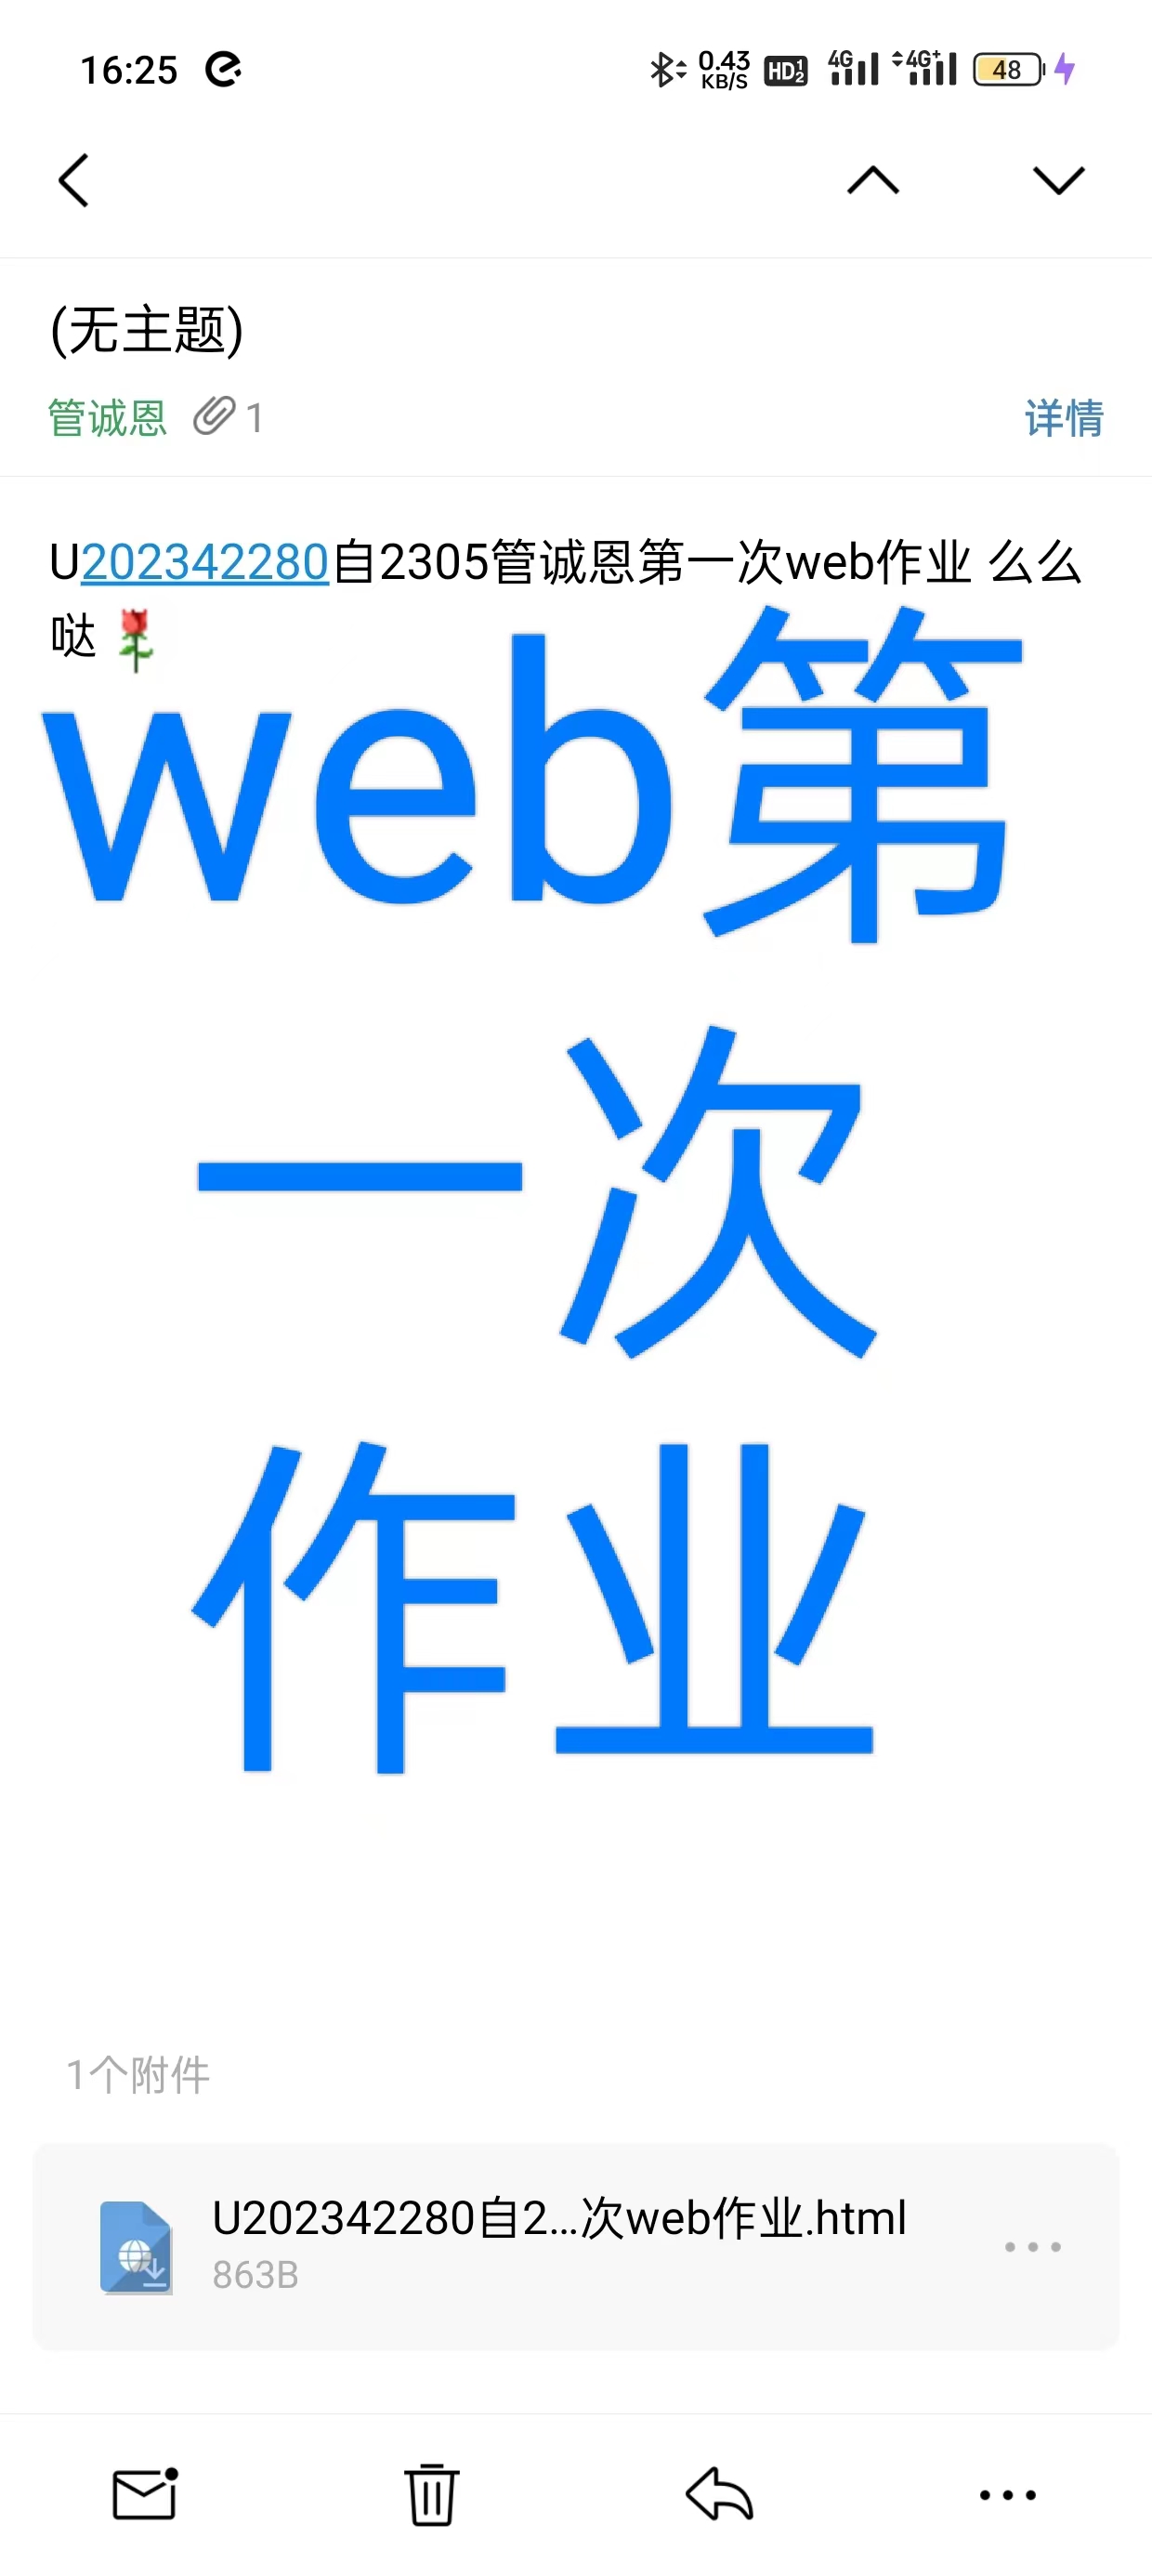 16:25
0.43
KB/S
HD 1 2
4G
4G+
48
(无主题)
管诚恩 1
详情
U202342280自2305管诚恩第一次web作业 么么
哒🌹
web第
一次
作业
1个附件
U202342280自2...次web作业.html
863B